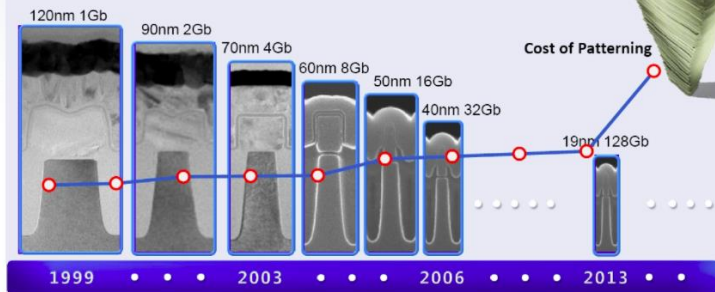 120nm 1Gb
90nm 2Gb
70nm 4Gb
60nm 8Gb
50nm 16Gb
40nm 32Gb
Cost of Patterning
19nm 128Gb
1999
2003
2006
2013